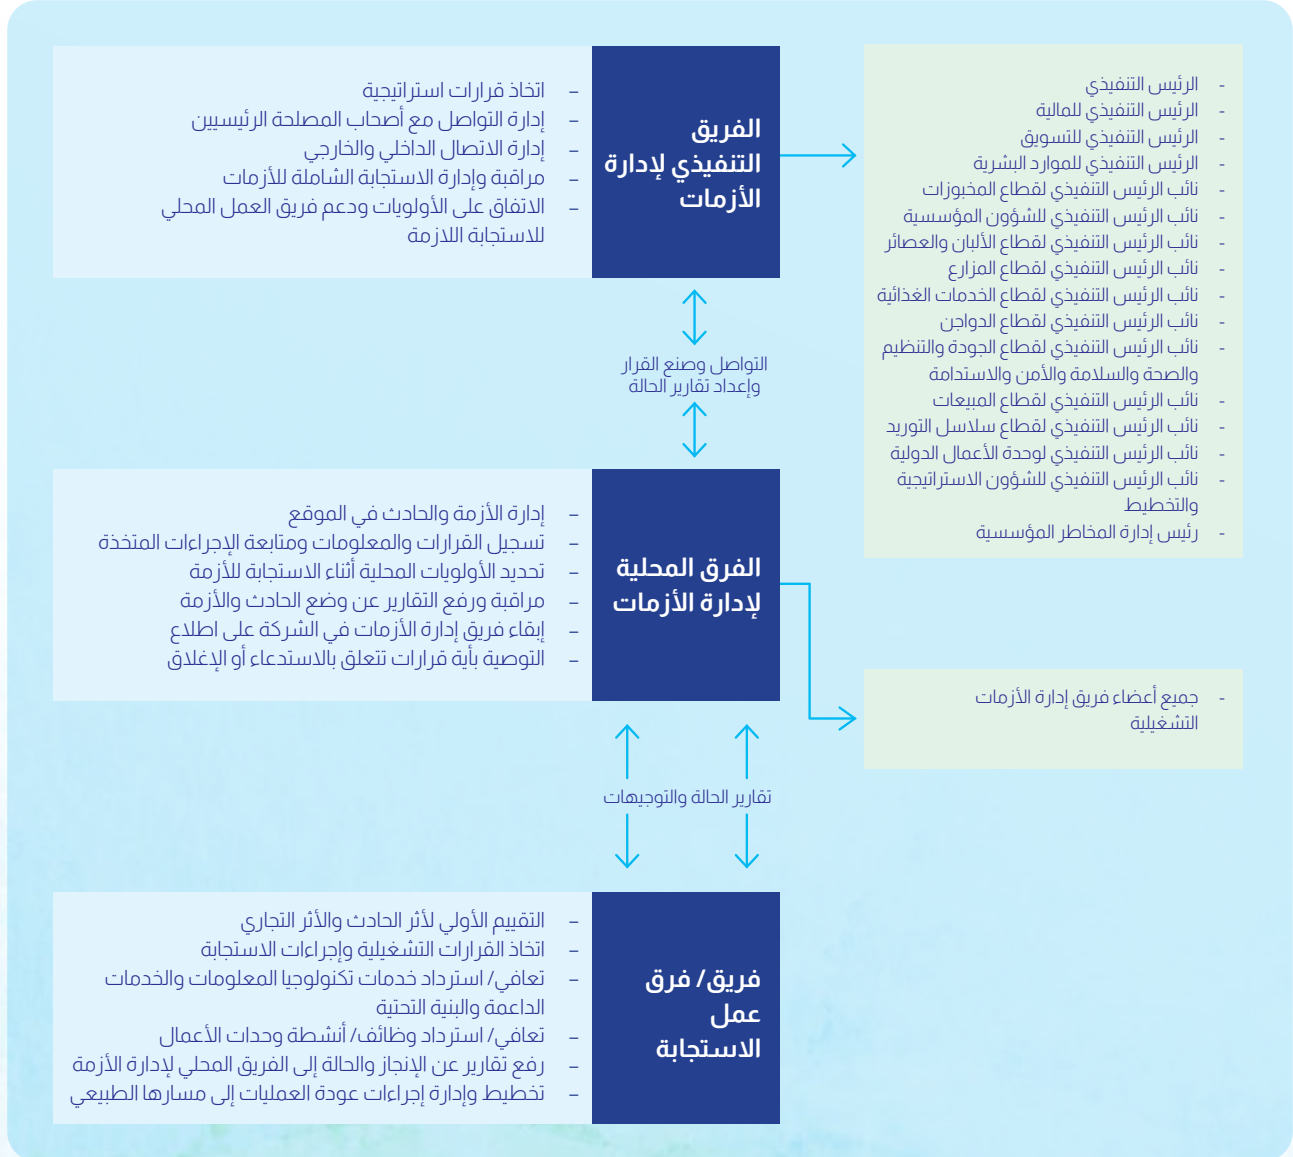 - الرئيس التنفيذي
- الرئيس التنفيذي للمالية
- الرئيس التنفيذي للتسويق
- الرئيس التنفيذي للموارد البشرية
- نائب الرئيس التنفيذي لقطاع المخبوزات
- نائب الرئيس التنفيذي للشؤون المؤسسية
- نائب الرئيس التنفيذي لقطاع الألبان والعصائر
- نائب الرئيس التنفيذي لقطاع المزارع
- نائب الرئيس التنفيذي لقطاع الخدمات الغذائية
- نائب الرئيس التنفيذي لقطاع الدواجن
- نائب الرئيس التنفيذي لقطاع الجودة والتنظيم
والصحة والسلامة والأمن والاستدامة
- نائب الرئيس التنفيذي لقطاع المبيعات
- نائب الرئيس التنفيذي لقطاع سلاسل التوريد
- نائب الرئيس التنفيذي لوحدة الأعمال الدولية
- نائب الرئيس التنفيذي للشؤون الاستراتيجية
والتخطيط
- رئيس إدارة المخاطر المؤسسية
الفريق
التنفيذي لإدارة
الأزمات
– اتخاذ قرارات استراتيجية
– إدارة التواصل مع أصحاب المصلحة الرئيسيين
– إدارة الاتصال الداخلي والخارجي
– مراقبة وإدارة الاستجابة الشاملة للأزمات
– الاتفاق على الأولويات ودعم فريق العمل المحلي
للاستجابة اللازمة
التواصل وصنع القرار
وإعداد تقارير الحالة
الفرق المحلية
لإدارة الأزمات
– إدارة الأزمة والحادث في الموقع
– تسجيل القرارات والمعلومات ومتابعة الإجراءات المتخذة
– تحديد الأولويات المحلية أثناء الاستجابة للأزمة
– مراقبة ورفع التقارير عن وضع الحادث والأزمة
– إبقاء فريق إدارة الأزمات في الشركة على اطلاع
– التوصية بأية قرارات تتعلق بالاستدعاء أو الإغلاق
- جميع أعضاء فريق إدارة الأزمات
التشغيلية
تقارير الحالة والتوجيهات
فريق/ فرق
عمل
الاستجابة
– التقييم الأولي لأثر الحادث والأثر التجاري
– اتخاذ القرارات التشغيلية وإجراءات الاستجابة
– تعافي/ استرداد خدمات تكنولوجيا المعلومات والخدمات
الداعمة والبنية التحتية
– تعافي/ استرداد وظائف/ أنشطة وحدات الأعمال
– رفع تقارير عن الإنجاز والحالة إلى الفريق المحلي لإدارة الأزمة
– تخطيط وإدارة إجراءات عودة العمليات إلى مسارها الطبيعي